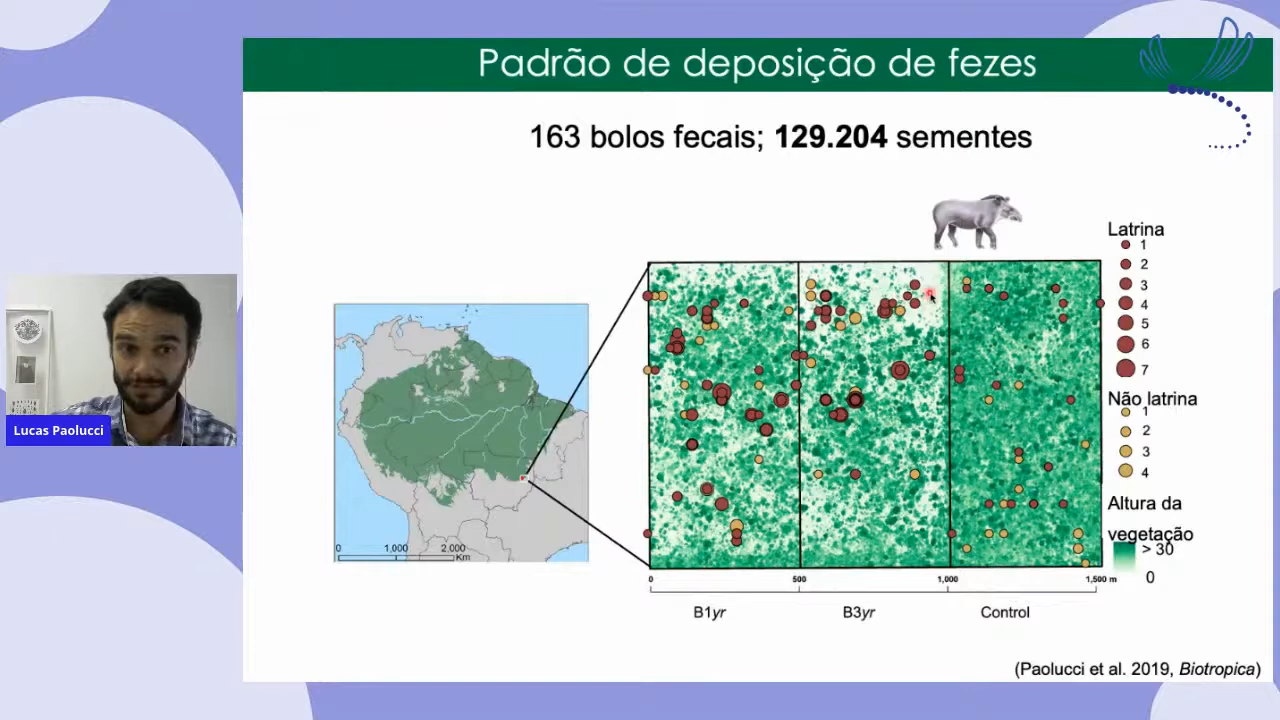 Padrão de deposição de fezes
163 bolos fecais; 129.204 sementes
Latrina
1
2
3
4
5
6
7
Não latrina
1
2
3
4
Altura da
vegetação
> 30
0
Lucas Paolucci
0 1,000 2,000
Km
0 500 1,000 1,500 m
B1yr B3yr Control
(Paolucci et al. 2019, Biotropica)